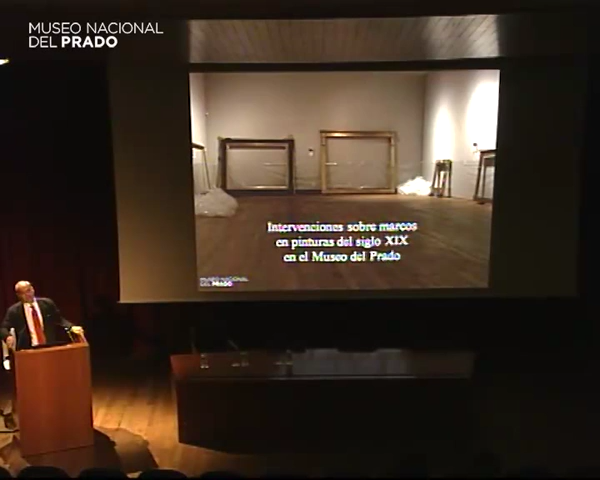 MUSEO NACIONAL
DEL PRADO
Intervenciones sobre marcos
en pinturas del siglo XIX
en el Museo del Prado
MUSEO NACIONAL
DEL PRADO